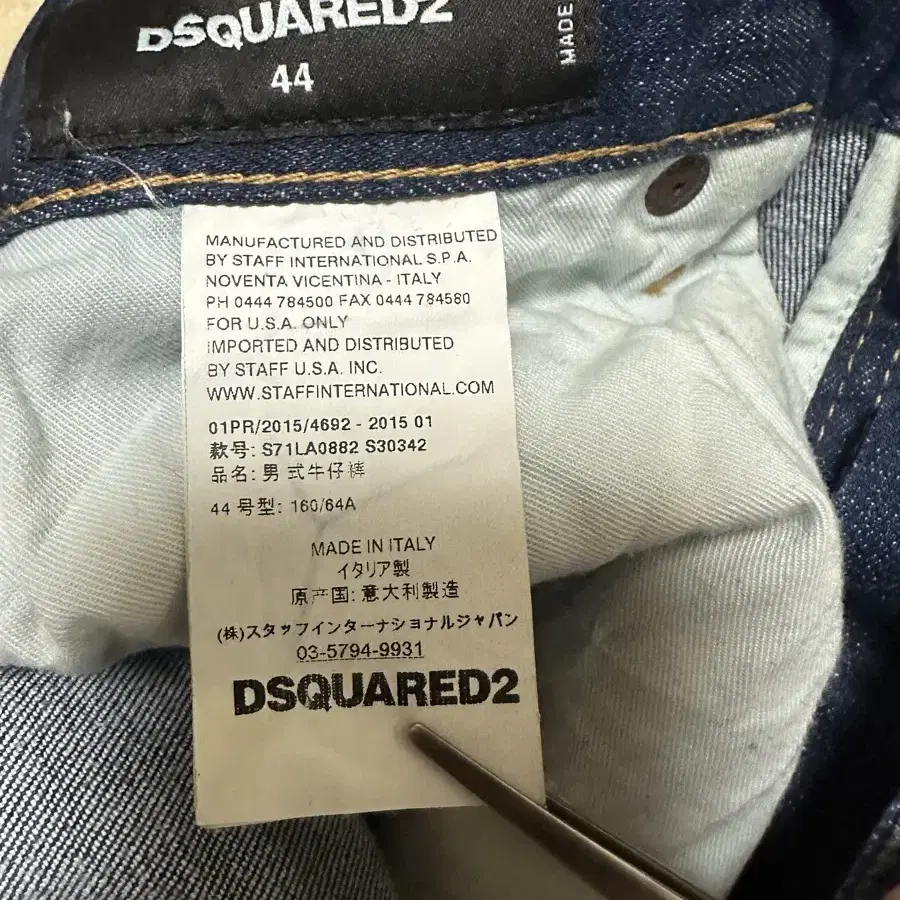 DSQUARED2
44
MADE
MANUFACTURED AND DISTRIBUTED
BY STAFF INTERNATIONAL S.P.A.
NOVENTA VICENTINA - ITALY
PH 0444 784500 FAX 0444 784580
FOR U.S.A. ONLY
IMPORTED AND DISTRIBUTED
BY STAFF U.S.A. INC.
WWW.STAFFINTERNATIONAL.COM
01PR/2015/4692 - 2015 01
款号: S71LA0882 S30342
品名: 男 式牛仔裤
44 号型: 160/64A
MADE IN ITALY
イタリア製
原产国: 意大利製造
(株)スタッフインターナショナルジャパン
03-5794-9931
DSQUARED2